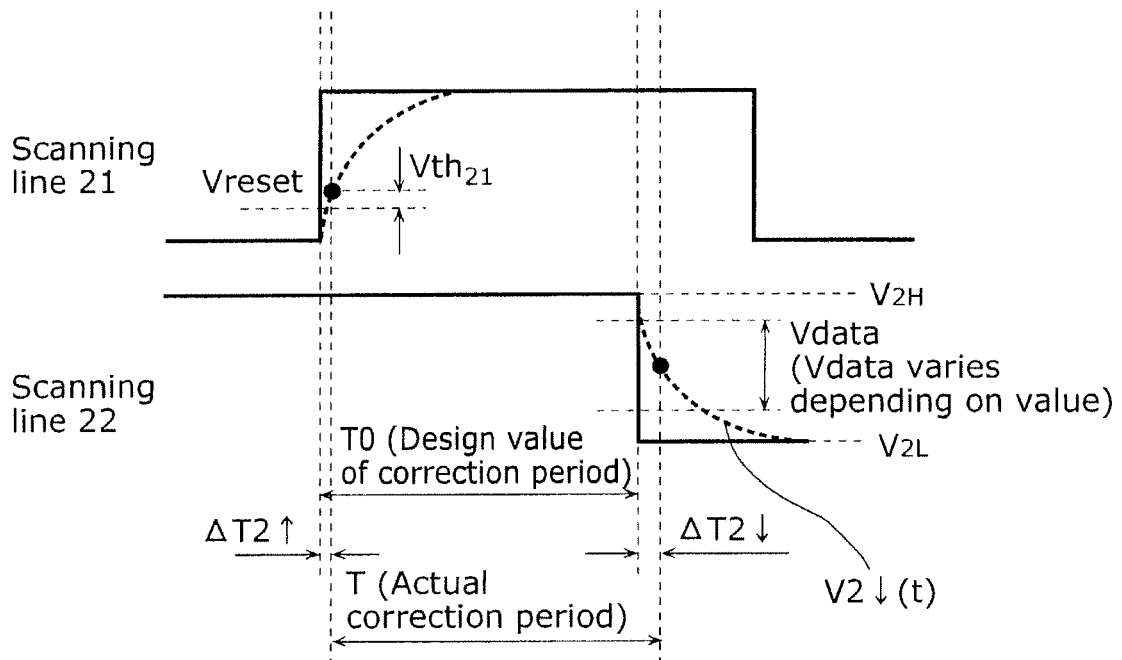 Scanning
line 21
Vreset
Vth21
V2H
Vdata
(Vdata varies
depending on value)
Scanning
line 22
V2L
T0 (Design value
of correction period)
ΔT2↑
ΔT2↓
T (Actual
correction period)
V2↓(t)